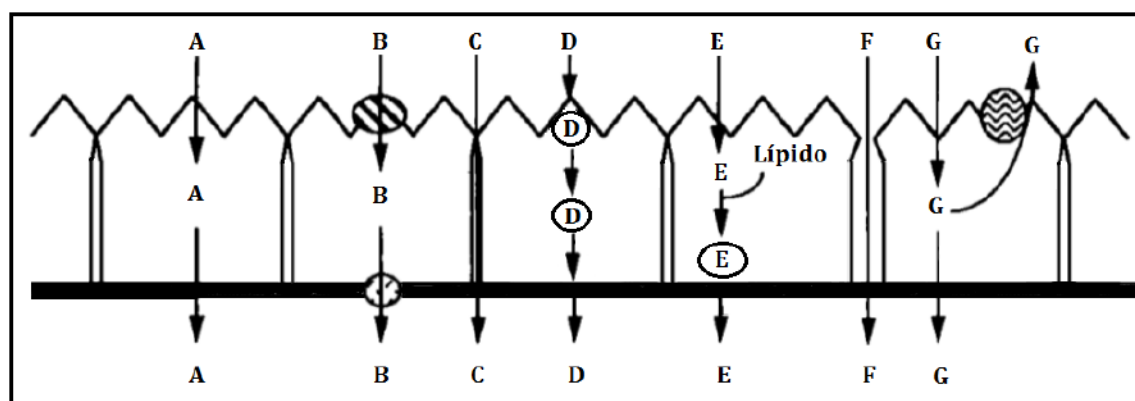 A B C D E F G G
D
Lípido
E
A B D G
E
A B C D E F G